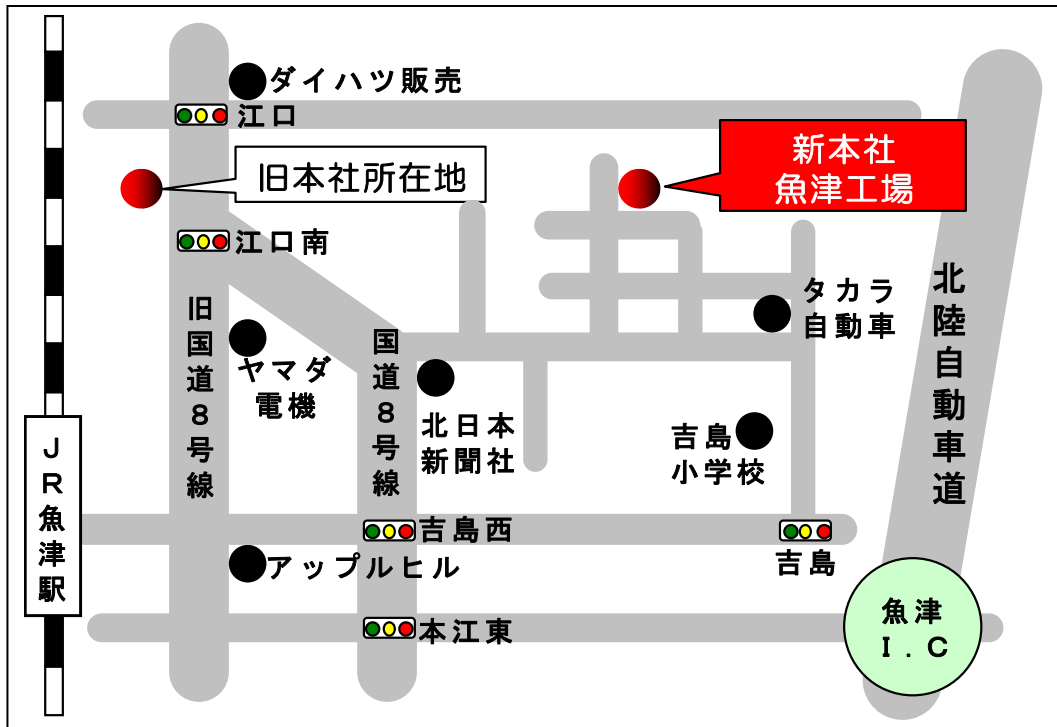 ダイハツ販売
江口
新本社
魚津工場
旧本社所在地
江口南
タカラ
自動車
北陸自動車道
旧国道８号線
国道８号線
ヤマダ
電機
北日本
新聞社
吉島
小学校
ＪＲ魚津駅
吉島西
吉島
アップルヒル
本江東
魚津
Ｉ．Ｃ